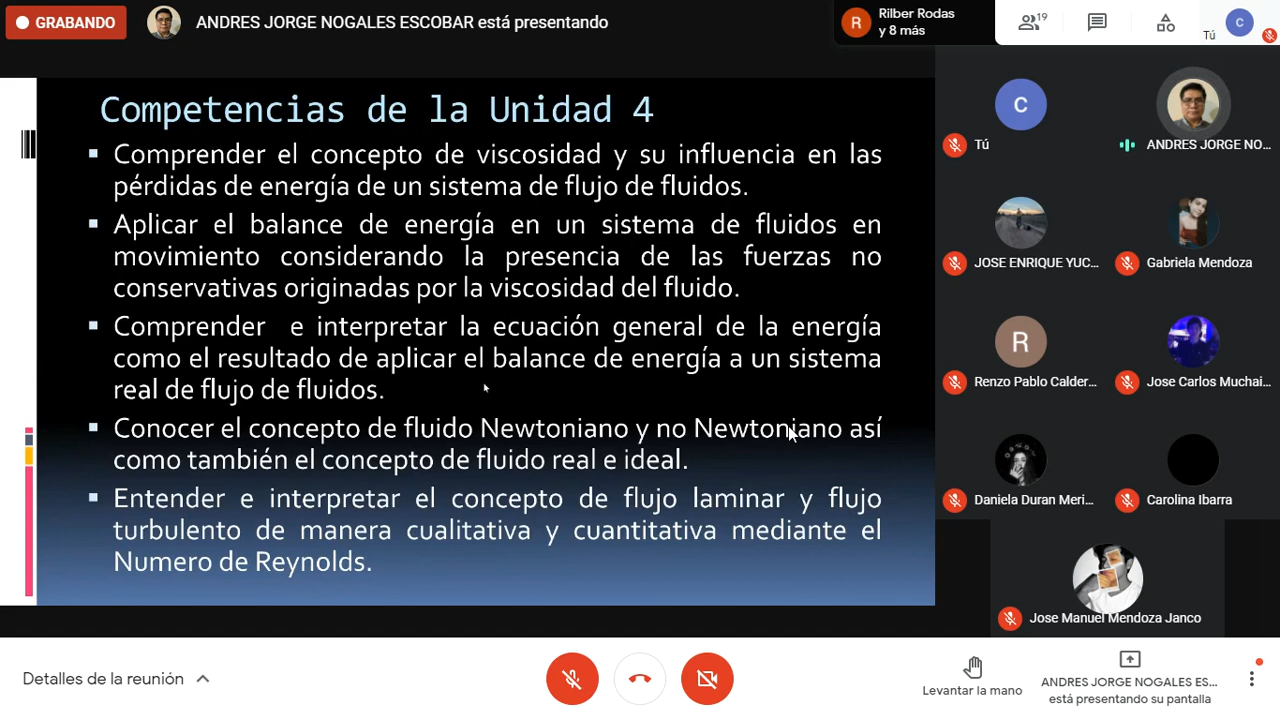 GRABANDO
ANDRES JORGE NOGALES ESCOBAR está presentando
R
Rilber Rodas
y 8 más
19
Tú
C
Competencias de la Unidad 4
▪ Comprender el concepto de viscosidad y su influencia en las
pérdidas de energía de un sistema de flujo de fluidos.
▪ Aplicar el balance de energía en un sistema de fluidos en
movimiento considerando la presencia de las fuerzas no
conservativas originadas por la viscosidad del fluido.
▪ Comprender e interpretar la ecuación general de la energía
como el resultado de aplicar el balance de energía a un sistema
real de flujo de fluidos.
▪ Conocer el concepto de fluido Newtoniano y no Newtoniano así
como también el concepto de fluido real e ideal.
▪ Entender e interpretar el concepto de flujo laminar y flujo
turbulento de manera cualitativa y cuantitativa mediante el
Numero de Reynolds.
C
Tú
ANDRES JORGE NO...
JOSE ENRIQUE YUC...
Gabriela Mendoza
R
Renzo Pablo Calder...
Jose Carlos Muchai...
Daniela Duran Meri...
Carolina Ibarra
Jose Manuel Mendoza Janco
Detalles de la reunión
Levantar la mano
ANDRES JORGE NOGALES ES...
está presentando su pantalla